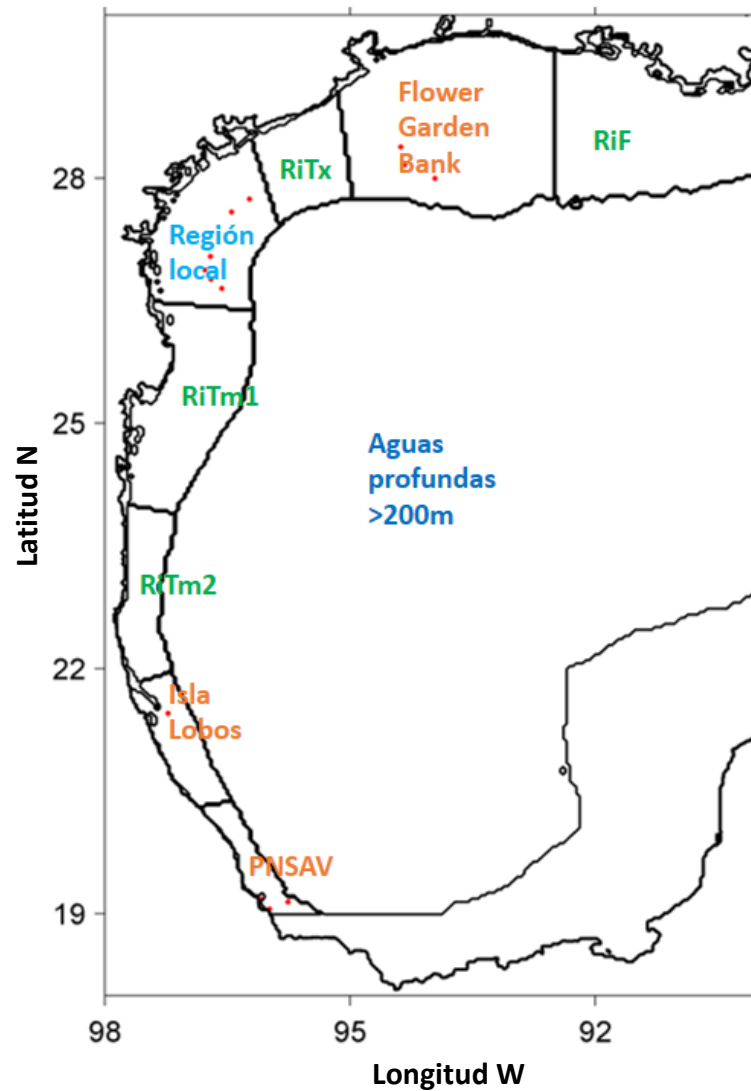 Flower
Garden
Bank
RiF
RiTx
28
Región
local
RiTm1
25
Aguas
profundas
>200m
Latitud N
RiTm2
22
Isla
Lobos
PNSAV
19
98
95
92
Longitud W